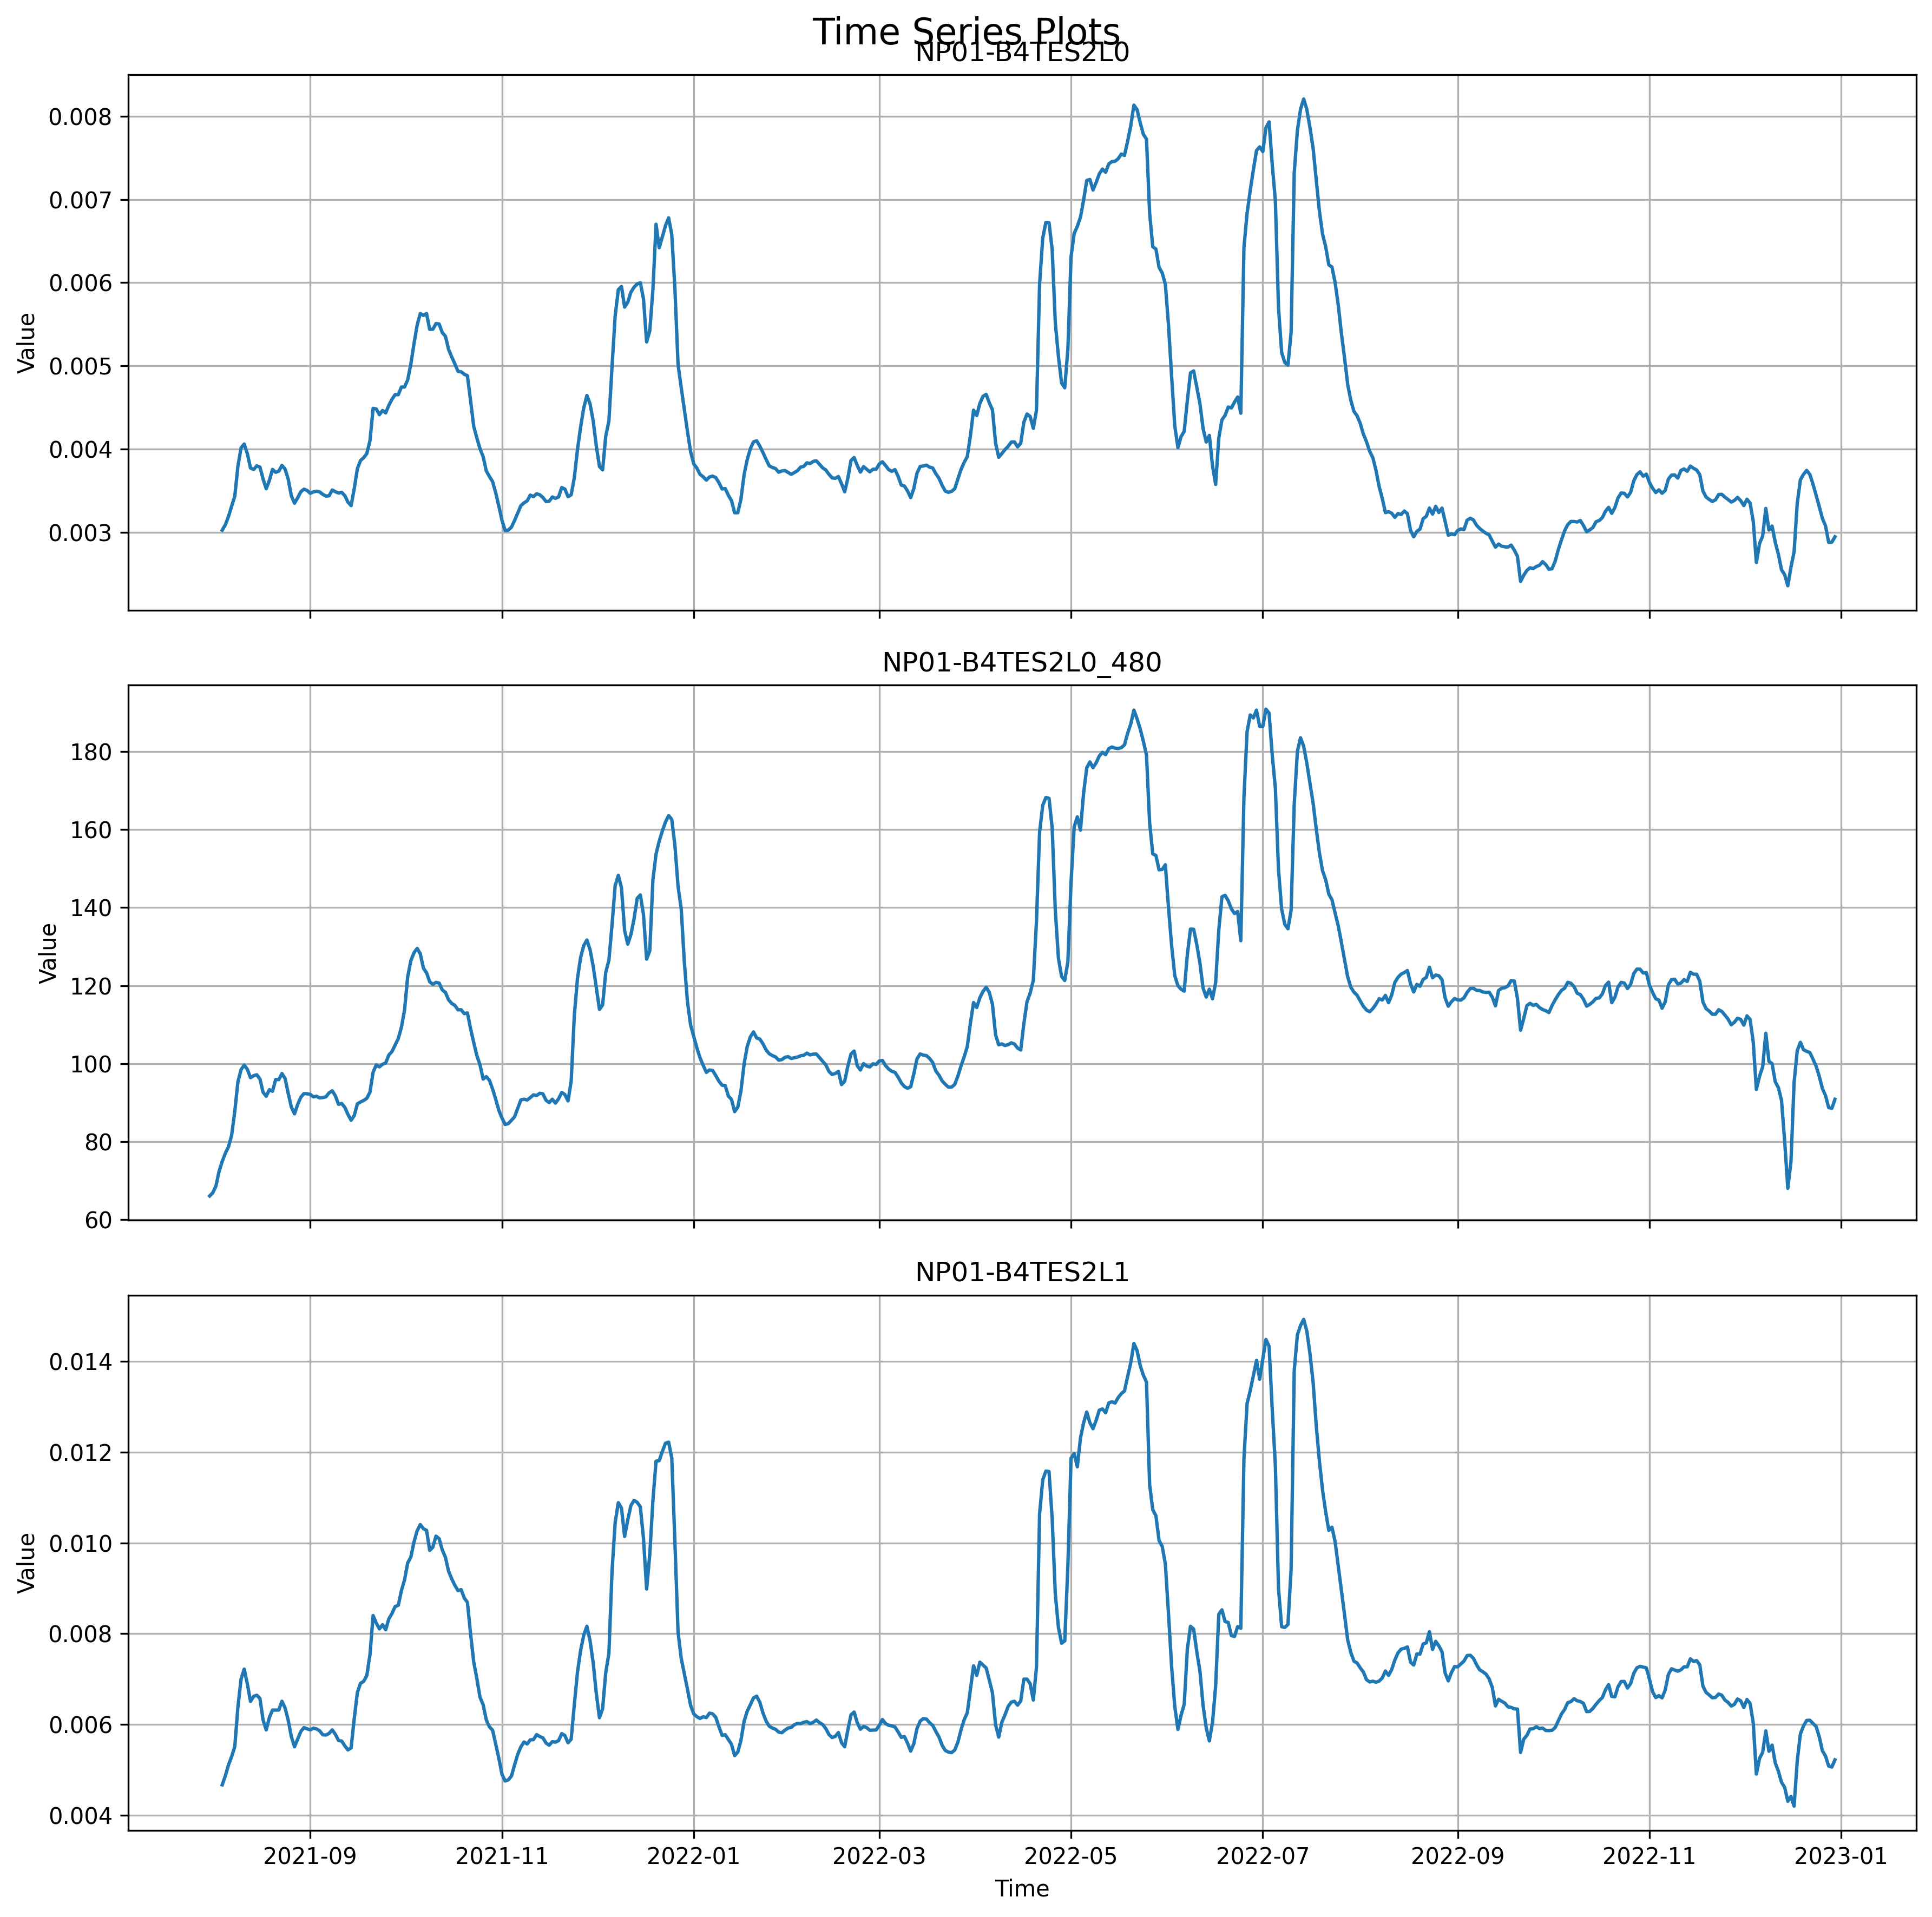 Time Series Plots
NP01-B4TES2L0
0.008
0.007
0.006
0.005
0.004
0.003
Value
NP01-B4TES2L0_480
180
160
140
120
100
80
60
Value
NP01-B4TES2L1
0.014
0.012
0.010
0.008
0.006
0.004
Value
2021-09 2021-11 2022-01 2022-03 2022-05 2022-07 2022-09 2022-11 2023-01
Time